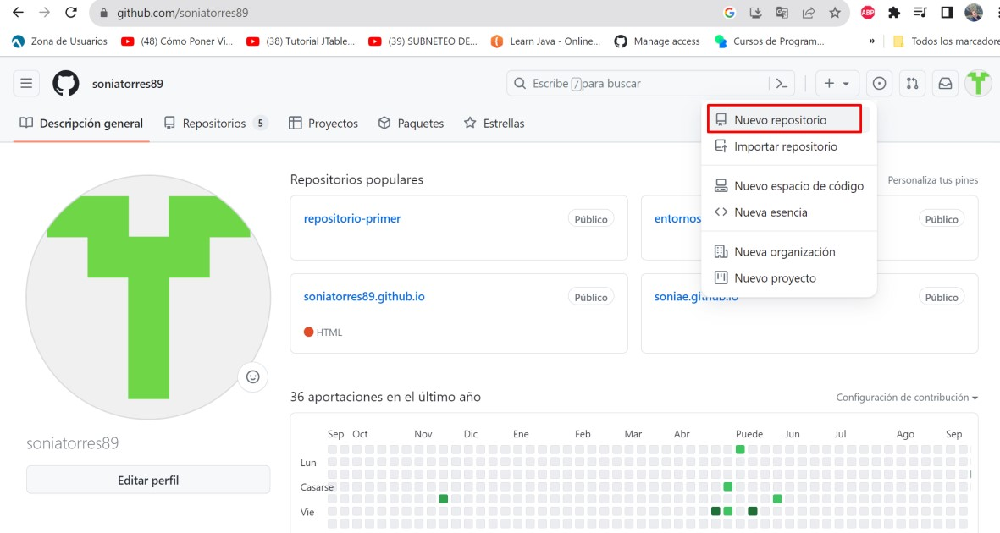 github.com/soniatorres89
ABP
Zona de Usuarios
(48) Cómo Poner Vi...
(38) Tutorial JTable...
(39) SUBNETEO DE...
Learn Java - Online...
Manage access
Cursos de Program...
»
Todos los marcadore
soniatorres89
Escribe / para buscar
Descripción general
Repositorios 5
Proyectos
Paquetes
Estrellas
Nuevo repositorio
Importar repositorio
Nuevo espacio de código
Nueva esencia
Nueva organización
Nuevo proyecto
Repositorios populares
Personaliza tus pines
repositorio-primer
Público
entornos
Público
soniatorres89.github.io
Público
HTML
soniae.github.io
Público
36 aportaciones en el último año
Configuración de contribución
Sep Oct Nov Dic Ene Feb Mar Abr Puede Jun Jul Ago Sep
Lun
Casarse
Vie
soniatorres89
Editar perfil